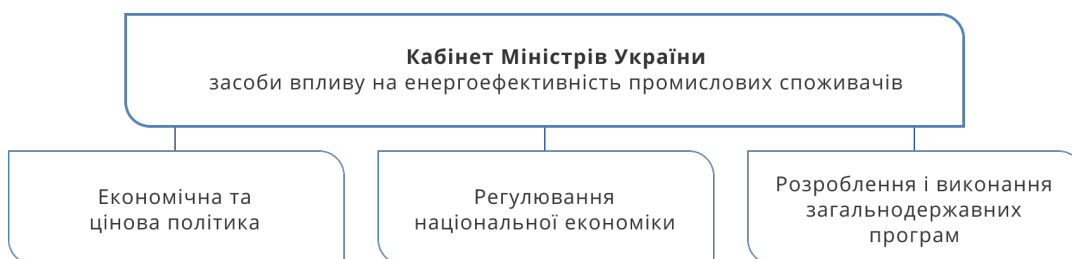 Кабінет Міністрів України
засоби впливу на енергоефективність промислових споживачів
Економічна та
цінова політика
Регулювання
національної економіки
Розроблення і виконання
загальнодержавних
програм